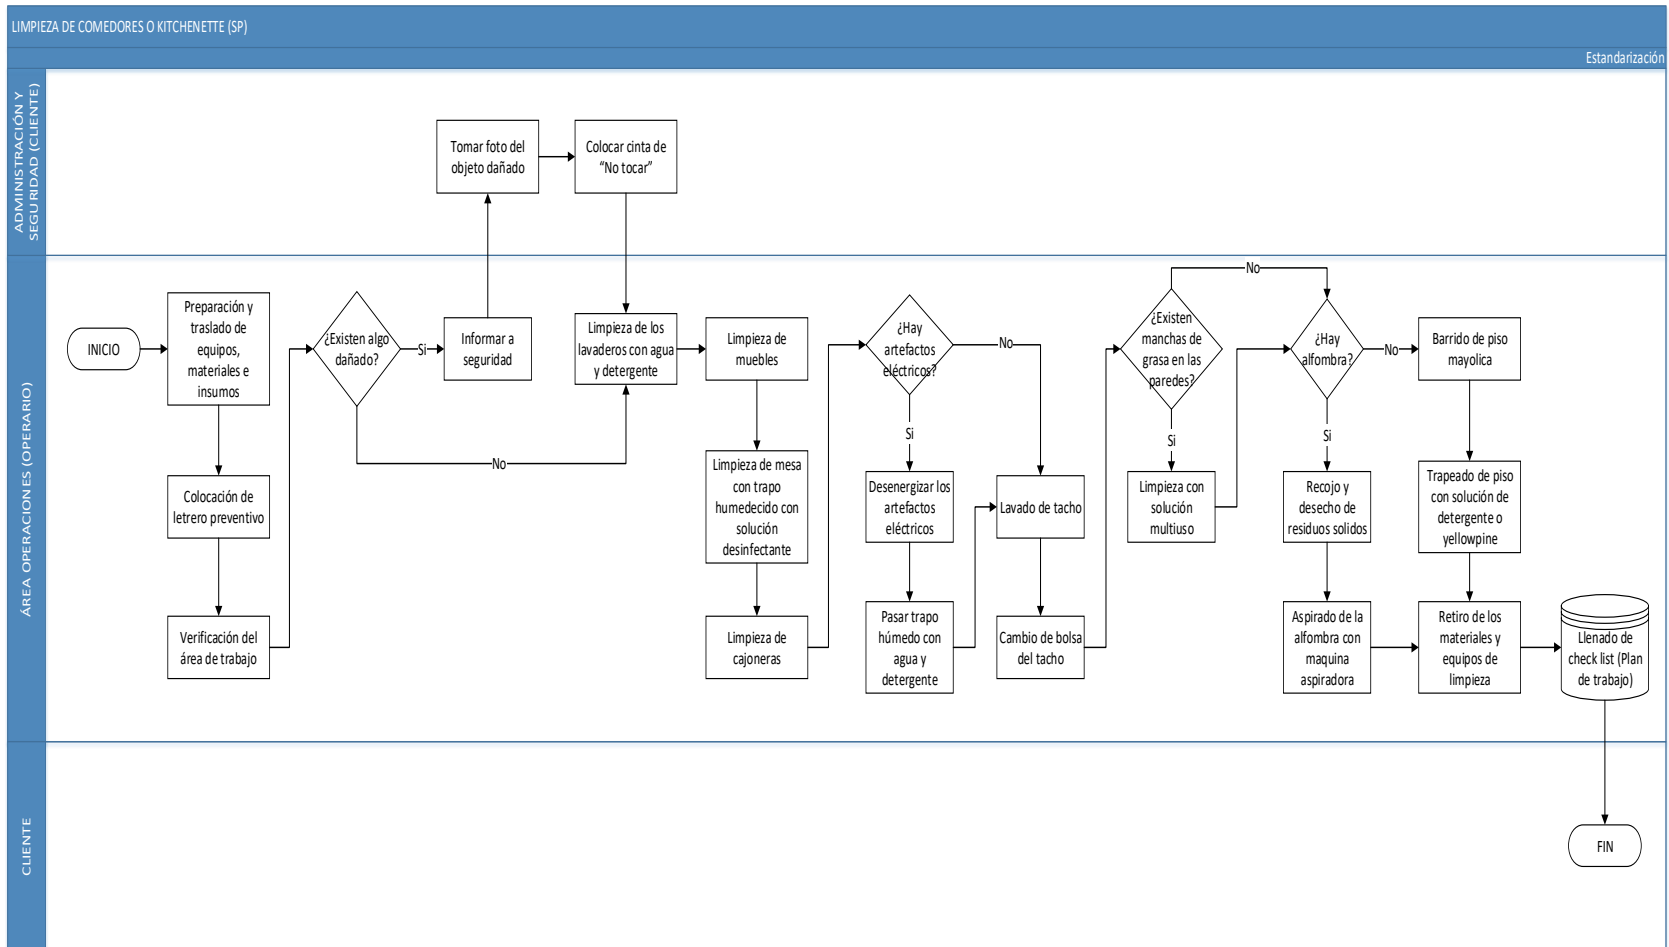 LIMPIEZA DE COMEDORES O KITCHENETTE (SP)
Estandarización
ADMINISTRACIÓN Y
SEGURIDAD (CLIENTE)
Tomar foto del
objeto dañado
Colocar cinta de
“No tocar”
ÁREA OPERACIONES (OPERARIO)
INICIO
Preparación y
traslado de
equipos,
materiales e
insumos
Colocación de
letrero preventivo
Verificación del
área de trabajo
¿Existen algo
dañado?
Si
No
Informar a
seguridad
Limpieza de los
lavaderos con agua
y detergente
Limpieza de
muebles
Limpieza de mesa
con trapo
humedecido con
solución
desinfectante
Limpieza de
cajoneras
¿Hay
artefactos
eléctricos?
No
Si
Desenergizar los
artefactos
eléctricos
Pasar trapo
húmedo con
agua y
detergente
Lavado de tacho
Cambio de bolsa
del tacho
¿Existen
manchas de
grasa en las
paredes?
No
Si
Limpieza con
solución
multiuso
¿Hay
alfombra?
No
Si
Recojo y
desecho de
residuos solidos
Aspirado de la
alfombra con
maquina
aspiradora
Barrido de piso
mayolica
Trapeado de piso
con solución de
detergente o
yellowpine
Retiro de los
materiales y
equipos de
limpieza
Llenado de
check list (Plan
de trabajo)
CLIENTE
FIN